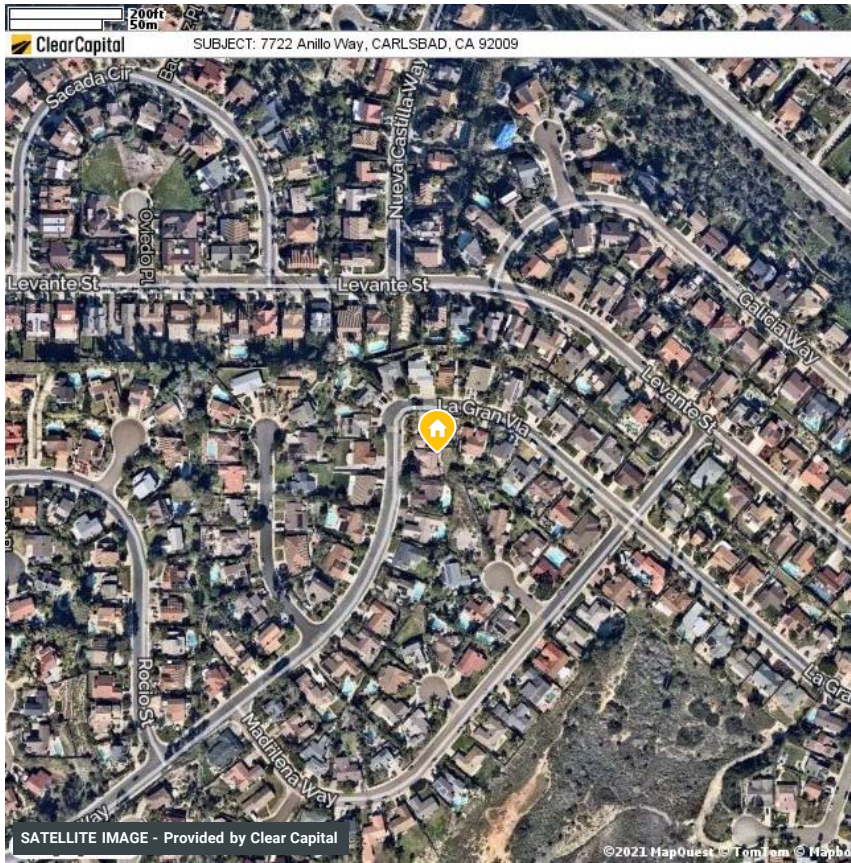 200ft
50m
ClearCapital
SUBJECT: 7722 Anillo Way, CARLSBAD, CA 92009
Sacada Cir
Nueva Castilla Way
Oviedo Pl
Levante St
Levante St
Galicia Way
Levante St
La Gran Via
Rocio St
La Gra
Madrilena Way
Way
SATELLITE IMAGE - Provided by Clear Capital
©2021 MapQuest © TomTom © Mapbo